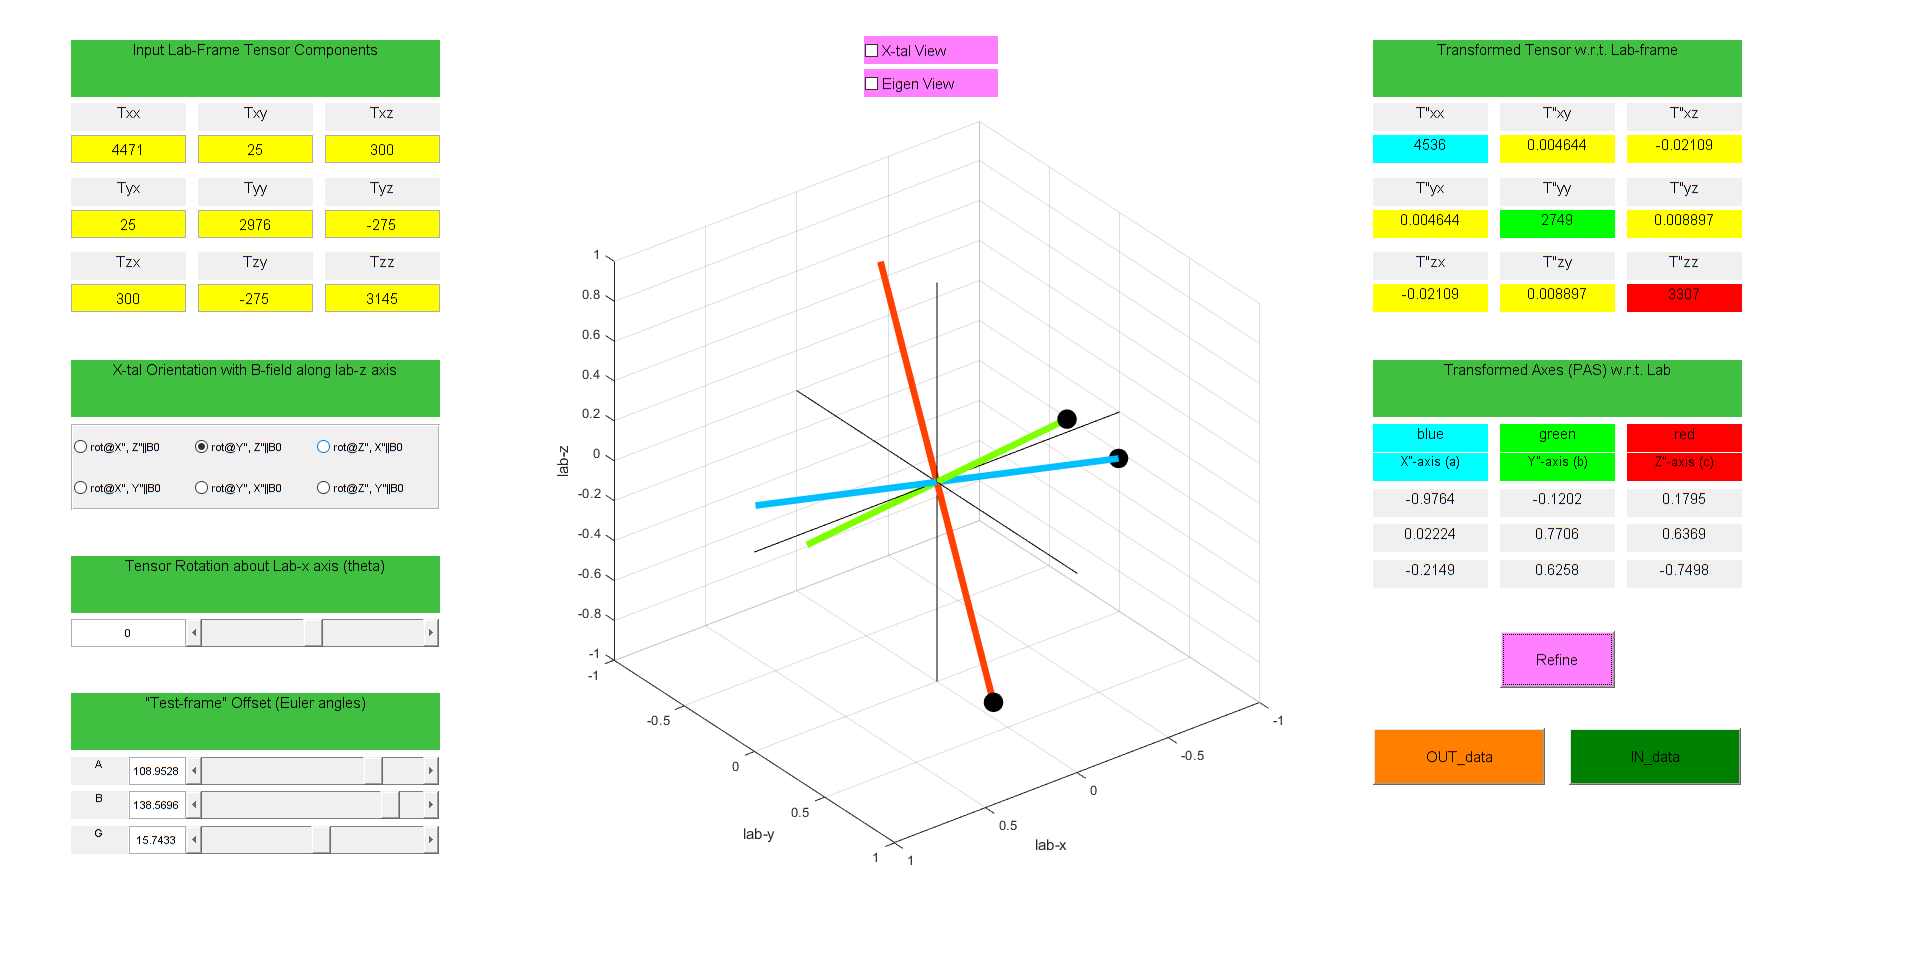 Input Lab-Frame Tensor Components
Txx Txy Txz
4471 25 300
Tyx Tyy Tyz
25 2976 -275
Tzx Tzy Tzz
300 -275 3145
X-tal Orientation with B-field along lab-z axis
rot@X", Z"||B0 rot@Y", Z"||B0 rot@Z", X"||B0
rot@X", Y"||B0 rot@Y", X"||B0 rot@Z", Y"||B0
Tensor Rotation about Lab-x axis (theta)
0
"Test-frame" Offset (Euler angles)
A 108.9528
B 138.5696
G 15.7433
X-tal View
Eigen View
lab-z
1
0.8
0.6
0.4
0.2
0
-0.2
-0.4
-0.6
-0.8
-1
-1
-0.5
0
0.5
1
lab-y
1
0.5
0
-0.5
-1
lab-x
Transformed Tensor w.r.t. Lab-frame
T"xx T"xy T"xz
4536 0.004644 -0.02109
T"yx T"yy T"yz
0.004644 2749 0.008897
T"zx T"zy T"zz
-0.02109 0.008897 3307
Transformed Axes (PAS) w.r.t. Lab
blue green red
X"-axis (a) Y"-axis (b) Z"-axis (c)
-0.9764 -0.1202 0.1795
0.02224 0.7706 0.6369
-0.2149 0.6258 -0.7498
Refine
OUT_data IN_data